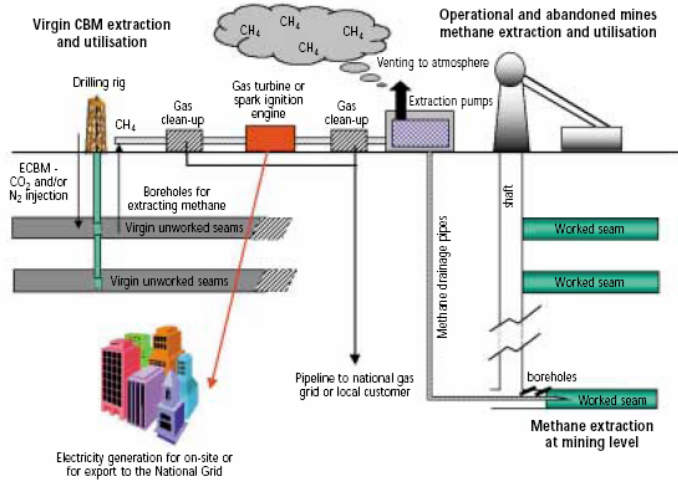 Virgin CBM extraction
and utilisation
Operational and abandoned mines
methane extraction and utilisation
CH4
CH4
CH4
CH4
Venting to atmosphere
Drilling rig
Gas turbine or
spark ignition
engine
Gas
clean-up
Gas
clean-up
Extraction pumps
CH4
ECBM -
CO2 and/or
N2 injection
Boreholes for
extracting methane
Virgin unworked seams
Virgin unworked seams
Methane drainage pipes
shaft
Worked seam
Worked seam
boreholes
Worked seam
Pipeline to national gas
grid or local customer
Methane extraction
at mining level
Electricity generation for on-site or
for export to the National Grid